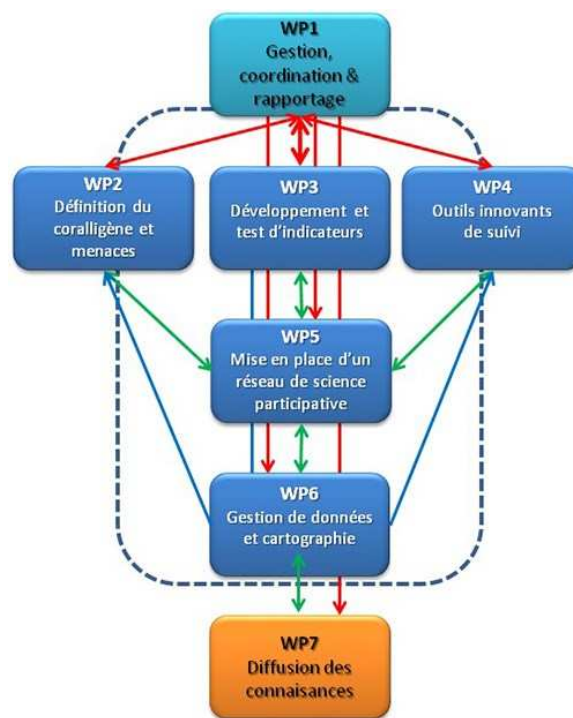 WP1
Gestion,
coordination &
rapportage
WP2
Définition du
coralligène et
menaces
WP3
Développement et
test d'indicateurs
WP4
Outils innovants
de suivi
WP5
Mise en place d'un
réseau de science
participative
WP6
Gestion de données
et cartographie
WP7
Diffusion des
connaisances